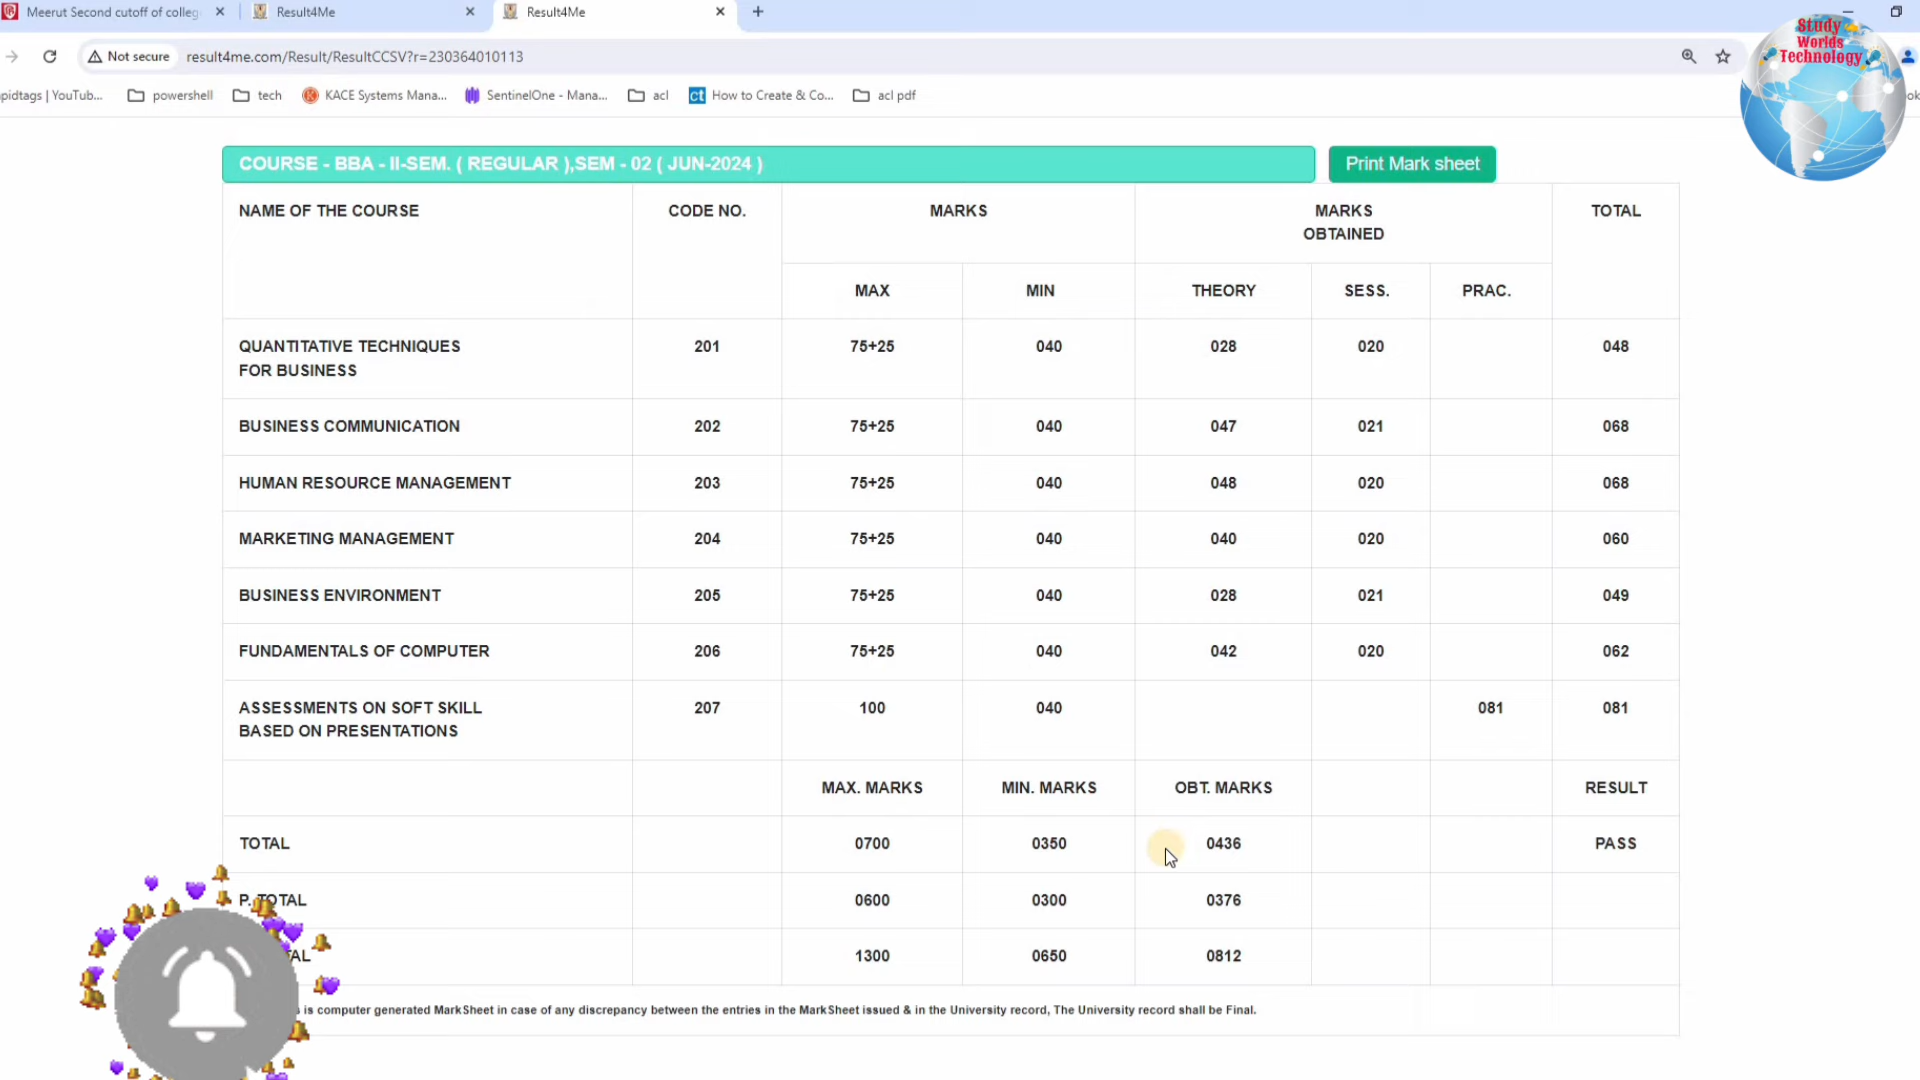 Meerut Second cutoff of colleg
Result4Me
Result4Me
Not secure result4me.com/Result/ResultCCSV?r=230364010113
Study
Worlds
Technology
pidtags | YouTub...
powershell
tech
KACE Systems Mana...
SentinelOne - Mana...
acl
ct How to Create & Co...
acl pdf
COURSE - BBA - II-SEM. ( REGULAR ),SEM - 02 ( JUN-2024 )
Print Mark sheet
NAME OF THE COURSE CODE NO. MARKS MARKS TOTAL
OBTAINED
MAX MIN THEORY SESS. PRAC.
QUANTITATIVE TECHNIQUES 201 75+25 040 028 020 048
FOR BUSINESS
BUSINESS COMMUNICATION 202 75+25 040 047 021 068
HUMAN RESOURCE MANAGEMENT 203 75+25 040 048 020 068
MARKETING MANAGEMENT 204 75+25 040 040 020 060
BUSINESS ENVIRONMENT 205 75+25 040 028 021 049
FUNDAMENTALS OF COMPUTER 206 75+25 040 042 020 062
ASSESSMENTS ON SOFT SKILL 207 100 040 081 081
BASED ON PRESENTATIONS
MAX. MARKS MIN. MARKS OBT. MARKS RESULT
TOTAL 0700 0350 0436 PASS
P. TOTAL 0600 0300 0376
AL 1300 0650 0812
is computer generated MarkSheet in case of any discrepancy between the entries in the MarkSheet issued & in the University record, The University record shall be Final.